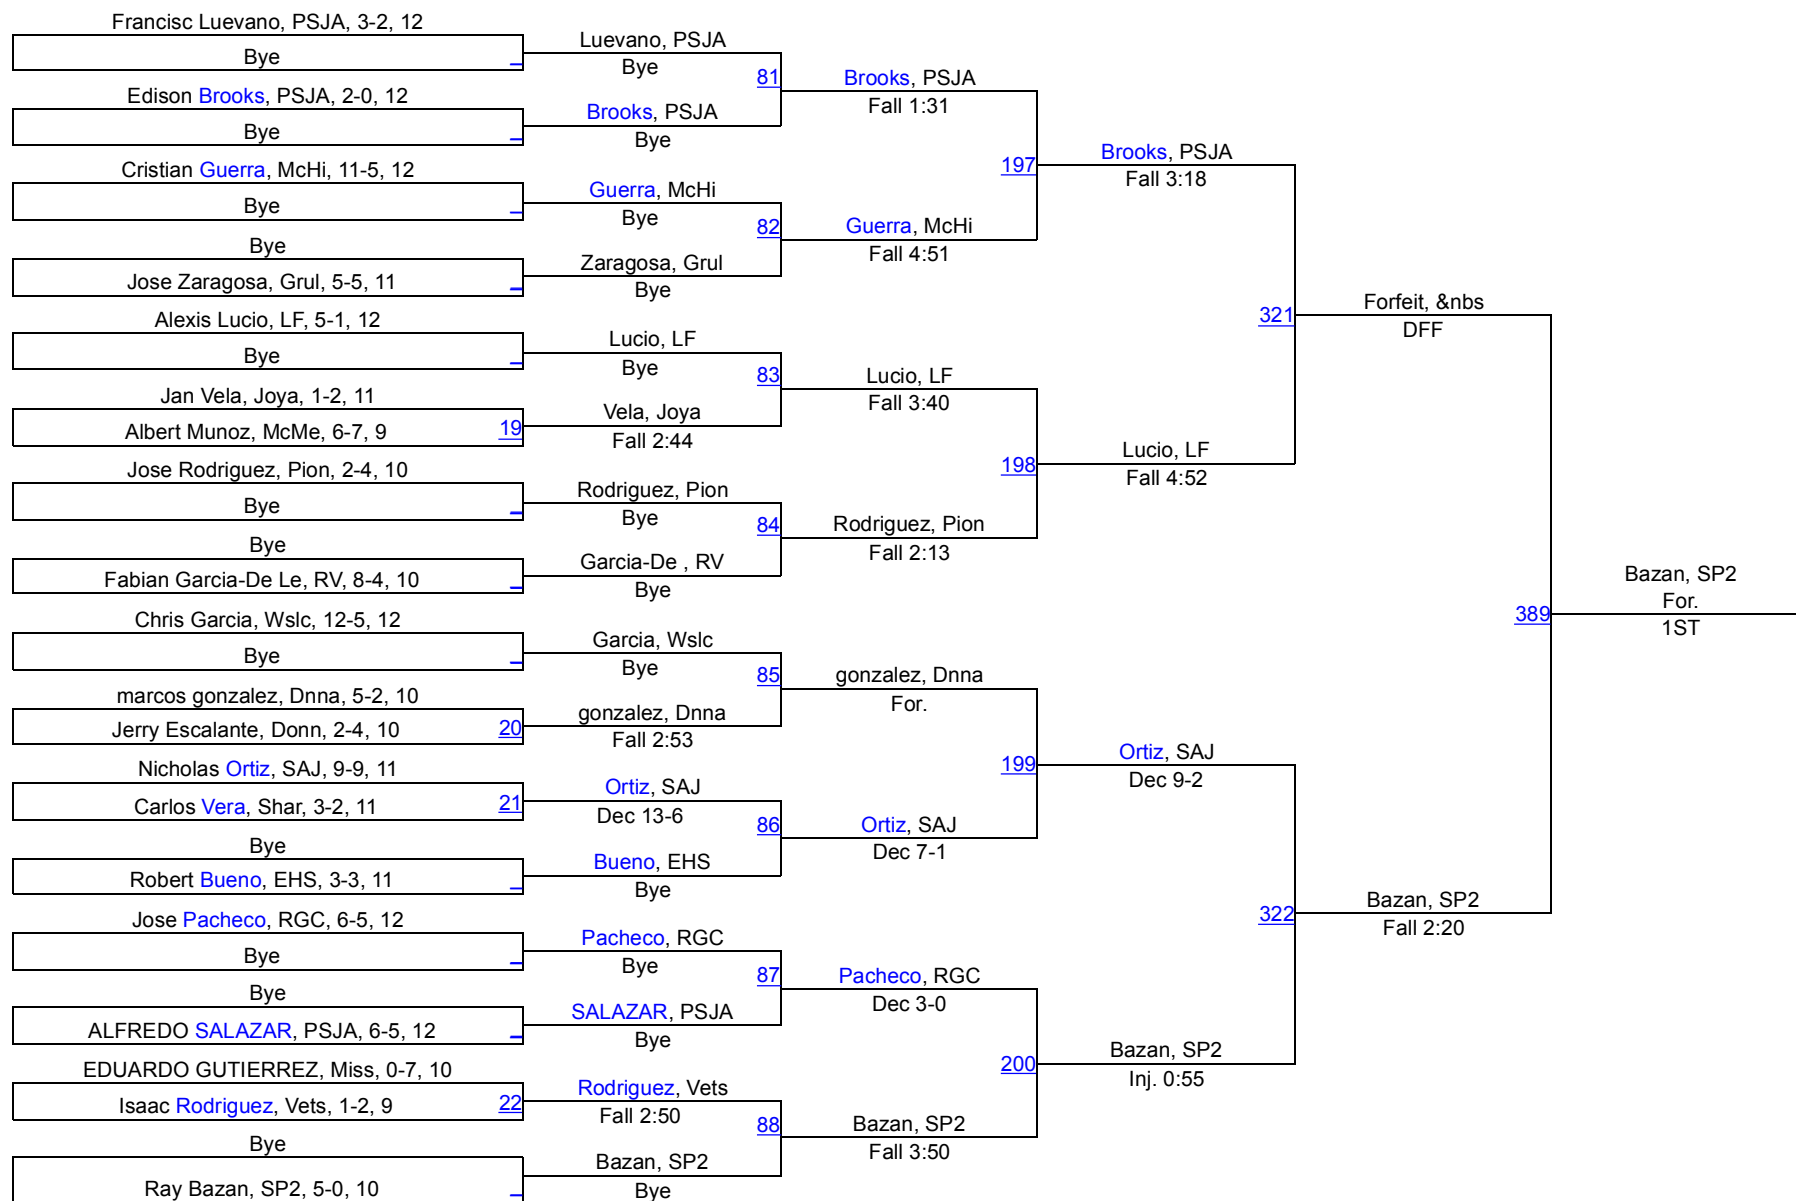 Francisc Luevano, PSJA, 3-2, 12
Bye
Edison Brooks, PSJA, 2-0, 12
Bye
Cristian Guerra, McHi, 11-5, 12
Bye
Bye
Jose Zaragosa, Grul, 5-5, 11
Alexis Lucio, LF, 5-1, 12
Bye
Jan Vela, Joya, 1-2, 11
Albert Munoz, McMe, 6-7, 9
19
Jose Rodriguez, Pion, 2-4, 10
Bye
Bye
Fabian Garcia-De Le, RV, 8-4, 10
Chris Garcia, Wslc, 12-5, 12
Bye
marcos gonzalez, Dnna, 5-2, 10
Jerry Escalante, Donn, 2-4, 10
20
Nicholas Ortiz, SAJ, 9-9, 11
Carlos Vera, Shar, 3-2, 11
21
Bye
Robert Bueno, EHS, 3-3, 11
Jose Pacheco, RGC, 6-5, 12
Bye
Bye
ALFREDO SALAZAR, PSJA, 6-5, 12
EDUARDO GUTIERREZ, Miss, 0-7, 10
Isaac Rodriguez, Vets, 1-2, 9
22
Bye
Ray Bazan, SP2, 5-0, 10
Luevano, PSJA
Bye
81
Brooks, PSJA
Bye
Guerra, McHi
Bye
82
Zaragosa, Grul
Bye
Lucio, LF
Bye
83
Vela, Joya
Fall 2:44
Rodriguez, Pion
Bye
84
Garcia-De , RV
Bye
Garcia, Wslc
Bye
85
gonzalez, Dnna
Fall 2:53
Ortiz, SAJ
Dec 13-6
86
Bueno, EHS
Bye
Pacheco, RGC
Bye
87
SALAZAR, PSJA
Bye
Rodriguez, Vets
Fall 2:50
88
Bazan, SP2
Bye
Brooks, PSJA
Fall 1:31
197
Guerra, McHi
Fall 4:51
Lucio, LF
Fall 3:40
198
Rodriguez, Pion
Fall 2:13
gonzalez, Dnna
For.
199
Ortiz, SAJ
Dec 7-1
Pacheco, RGC
Dec 3-0
200
Bazan, SP2
Fall 3:50
Brooks, PSJA
Fall 3:18
321
Lucio, LF
Fall 4:52
Ortiz, SAJ
Dec 9-2
322
Bazan, SP2
Inj. 0:55
Forfeit, &nbs
DFF
389
Bazan, SP2
Fall 2:20
Bazan, SP2
For.
1ST